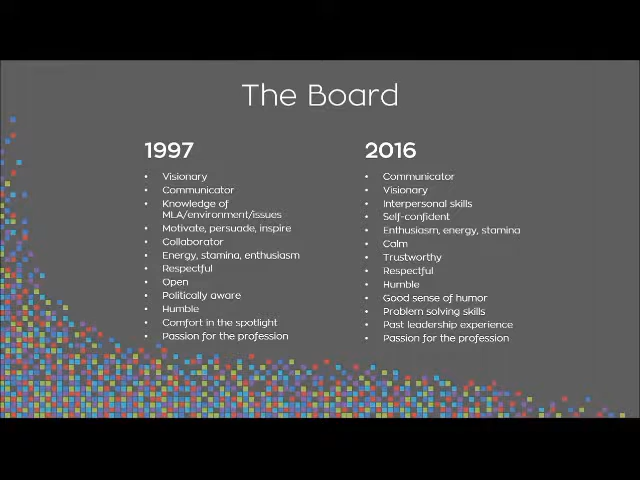 The Board
1997
• Visionary
• Communicator
• Knowledge of
MLA/environment/issues
• Motivate, persuade, inspire
• Collaborator
• Energy, stamina, enthusiasm
• Respectful
• Open
• Politically aware
• Humble
• Comfort in the spotlight
• Passion for the profession
2016
• Communicator
• Visionary
• Interpersonal skills
• Self-confident
• Enthusiasm, energy, stamina
• Calm
• Trustworthy
• Respectful
• Humble
• Good sense of humor
• Problem solving skills
• Past leadership experience
• Passion for the profession